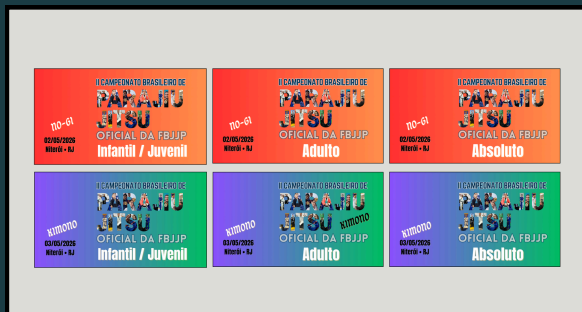 II CAMPEONATO BRASILEIRO DE
PARAJIU
JITSU
OFICIAL DA FBJJP
NO-GI
02/05/2026
Niterói - RJ
Infantil / Juvenil
II CAMPEONATO BRASILEIRO DE
PARAJIU
JITSU
OFICIAL DA FBJJP
NO-GI
02/05/2026
Niterói - RJ
Adulto
II CAMPEONATO BRASILEIRO DE
PARAJIU
JITSU
OFICIAL DA FBJJP
NO-GI
02/05/2026
Niterói - RJ
Absoluto
II CAMPEONATO BRASILEIRO DE
PARAJIU
JITSU
OFICIAL DA FBJJP
KIMONO
03/05/2026
Niterói - RJ
Infantil / Juvenil
II CAMPEONATO BRASILEIRO DE
PARAJIU
JITSU
KIMONO
OFICIAL DA FBJJP
KIMONO
03/05/2026
Niterói - RJ
Adulto
II CAMPEONATO BRASILEIRO DE
PARAJIU
JITSU
OFICIAL DA FBJJP
KIMONO
03/05/2026
Niterói - RJ
Absoluto